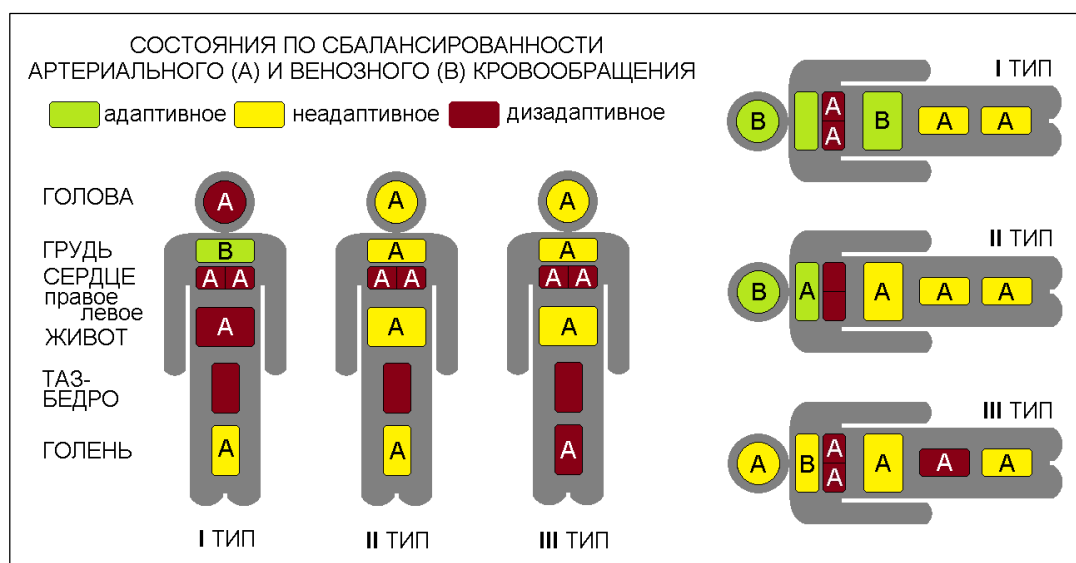 СОСТОЯНИЯ ПО СБАЛАНСИРОВАННОСТИ
АРТЕРИАЛЬНОГО (А) И ВЕНОЗНОГО (В) КРОВООБРАЩЕНИЯ
адаптивное неадаптивное дизадаптивное
ГОЛОВА
ГРУДЬ
СЕРДЦЕ
правое
левое
ЖИВОТ
ТАЗ-
БЕДРО
ГОЛЕНЬ
А
В
А А
А
А
I ТИП
А
А
А А
А
А
II ТИП
А
А
А А
А
А
III ТИП
I ТИП
В А А В А А
II ТИП
В А А А А
III ТИП
А В А А А А А